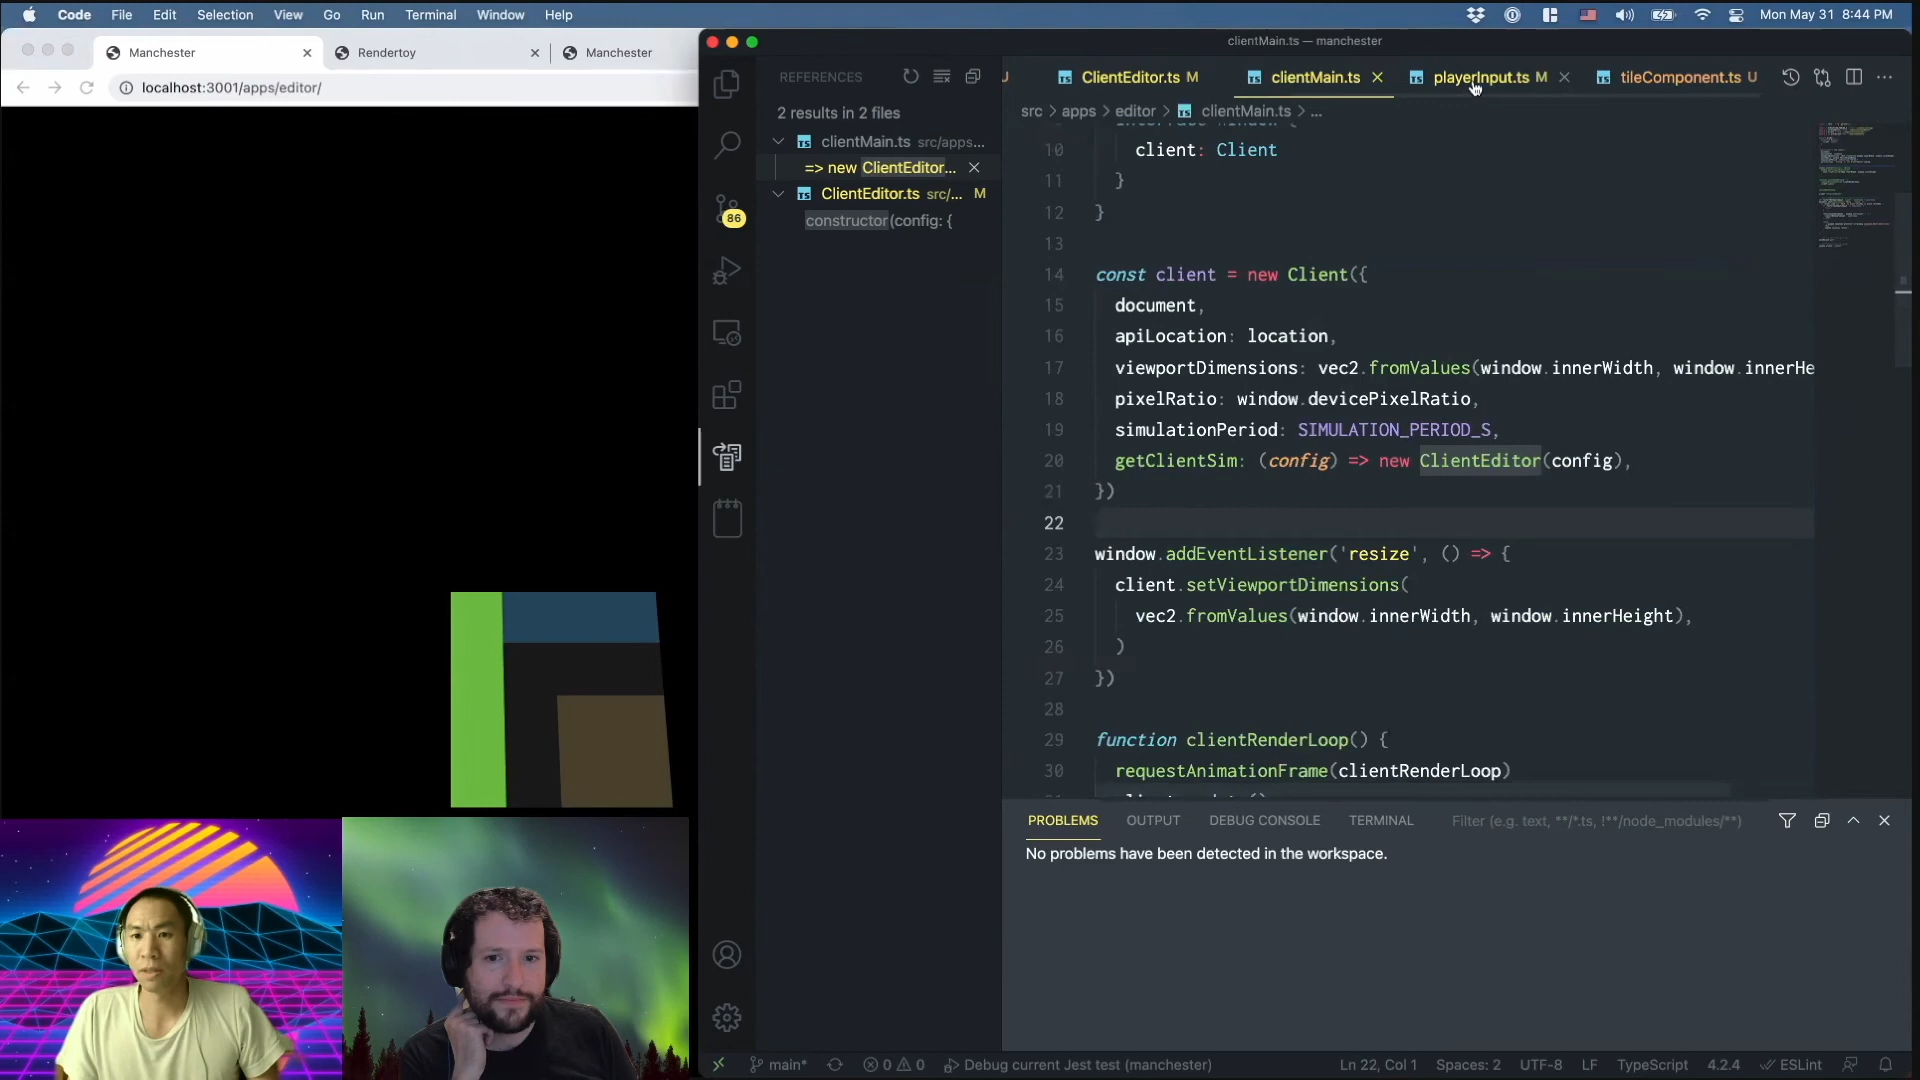 Code File Edit Selection View Go Run Terminal Window Help Mon May 31 8:44 PM
Manchester Rendertoy Manchester
localhost:3001/apps/editor/
clientMain.ts — manchester
REFERENCES
U ClientEditor.ts M clientMain.ts playerInput.ts M tileComponent.ts U
2 results in 2 files
clientMain.ts src/apps...
=> new ClientEditor...
ClientEditor.ts src/... M
constructor(config: {
86
src > apps > editor > clientMain.ts > ...
10 client: Client
11 }
12 }
13
14 const client = new Client({
15 document,
16 apiLocation: location,
17 viewportDimensions: vec2.fromValues(window.innerWidth, window.innerHe
18 pixelRatio: window.devicePixelRatio,
19 simulationPeriod: SIMULATION_PERIOD_S,
20 getClientSim: (config) => new ClientEditor(config),
21 })
22
23 window.addEventListener('resize', () => {
24 client.setViewportDimensions(
25 vec2.fromValues(window.innerWidth, window.innerHeight),
26 )
27 })
28
29 function clientRenderLoop() {
30 requestAnimationFrame(clientRenderLoop)
PROBLEMS OUTPUT DEBUG CONSOLE TERMINAL Filter (e.g. text, **/*.ts, !**/node_modules/**)
No problems have been detected in the workspace.
main* 0 0 Debug current Jest test (manchester) Ln 22, Col 1 Spaces: 2 UTF-8 LF TypeScript 4.2.4 ESLint